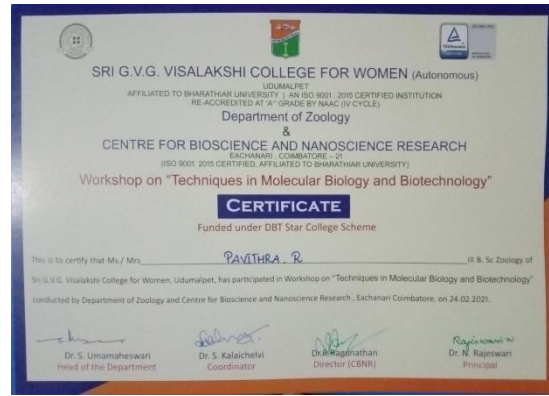 SRI G.V.G. VISALAKSHI COLLEGE FOR WOMEN (Autonomous)
UDUMALPET
AFFILIATED TO BHARATHIAR UNIVERSITY | AN ISO 9001 : 2015 CERTIFIED INSTITUTION
RE-ACCREDITED AT 'A+' GRADE BY NAAC (IV CYCLE)
Department of Zoology
&
CENTRE FOR BIOSCIENCE AND NANOSCIENCE RESEARCH
EACHANARI , COIMBATORE – 21
(ISO 9001: 2015 CERTIFIED, AFFILIATED TO BHARATHIAR UNIVERSITY)
Workshop on "Techniques in Molecular Biology and Biotechnology"
CERTIFICATE
Funded under DBT Star College Scheme
This is to certify that Ms./ Mrs. PAVITHRA. R III B. Sc Zoology of
Sri G.V.G. Visalakshi College for Women, Udumalpet, has participated in Workshop on "Techniques in Molecular Biology and Biotechnology"
conducted by Department of Zoology and Centre for Bioscience and Nanoscience Research , Eachanari Coimbatore. on 24.02.2021.
Rajeswari N
Dr. S. Umamaheswari Dr. S. Kalaichelvi Dr.R.Ragunathan Dr. N. Rajeswari
Head of the Department Coordinator Director (CBNR) Principal